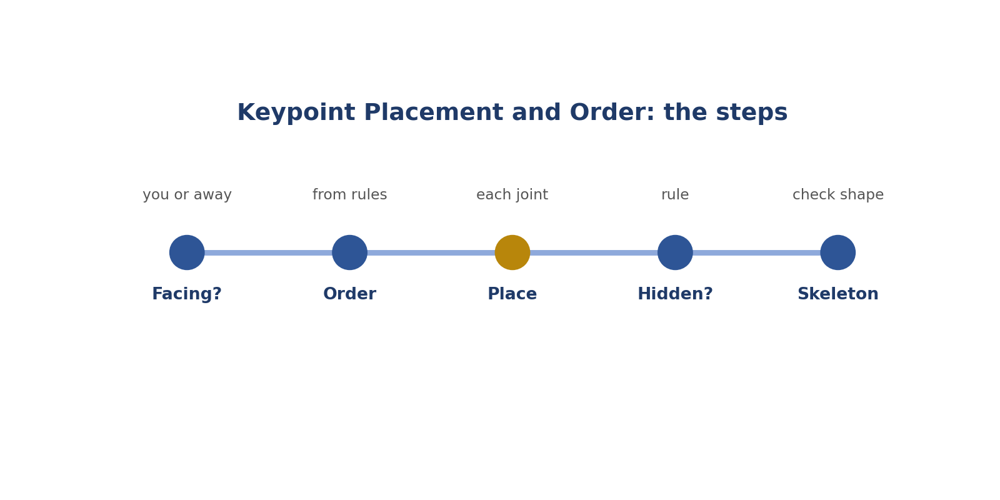 Keypoint Placement and Order: the steps
you or away
from rules
each joint
rule
check shape
Facing?
Order
Place
Hidden?
Skeleton